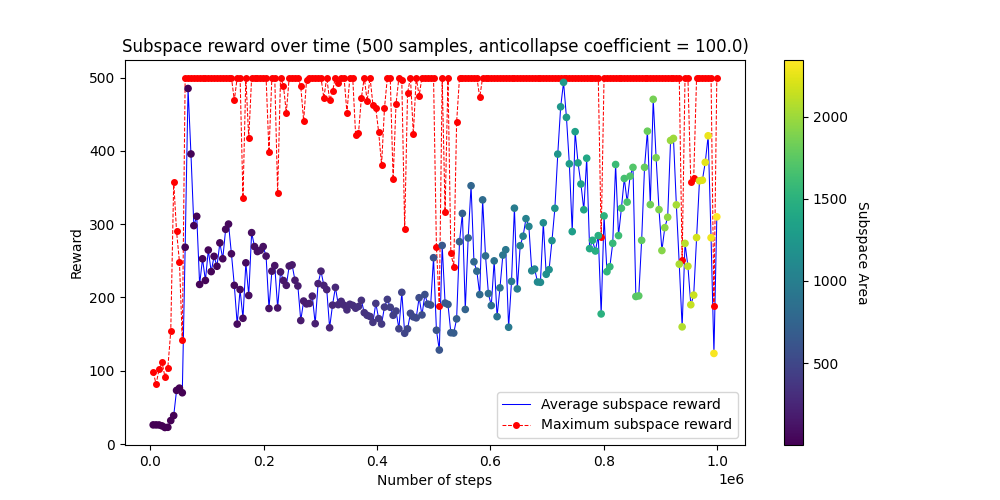 Subspace reward over time (500 samples, anticollapse coefficient = 100.0)
500
400
300
200
100
0
Reward
0.0
0.2
0.4
0.6
0.8
1.0
1e6
Number of steps
Average subspace reward
Maximum subspace reward
2000
1500
1000
500
Subspace Area